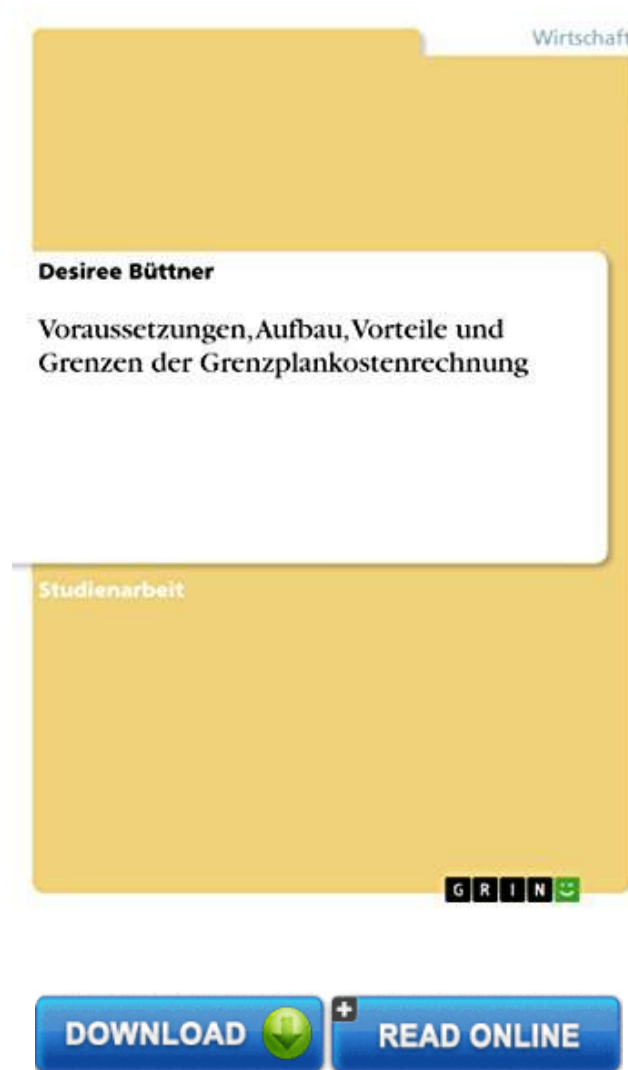 Wirtschaft
Desiree Büttner
Voraussetzungen, Aufbau, Vorteile und
Grenzen der Grenzplankostenrechnung
Studienarbeit
GRIN
DOWNLOAD
READ ONLINE